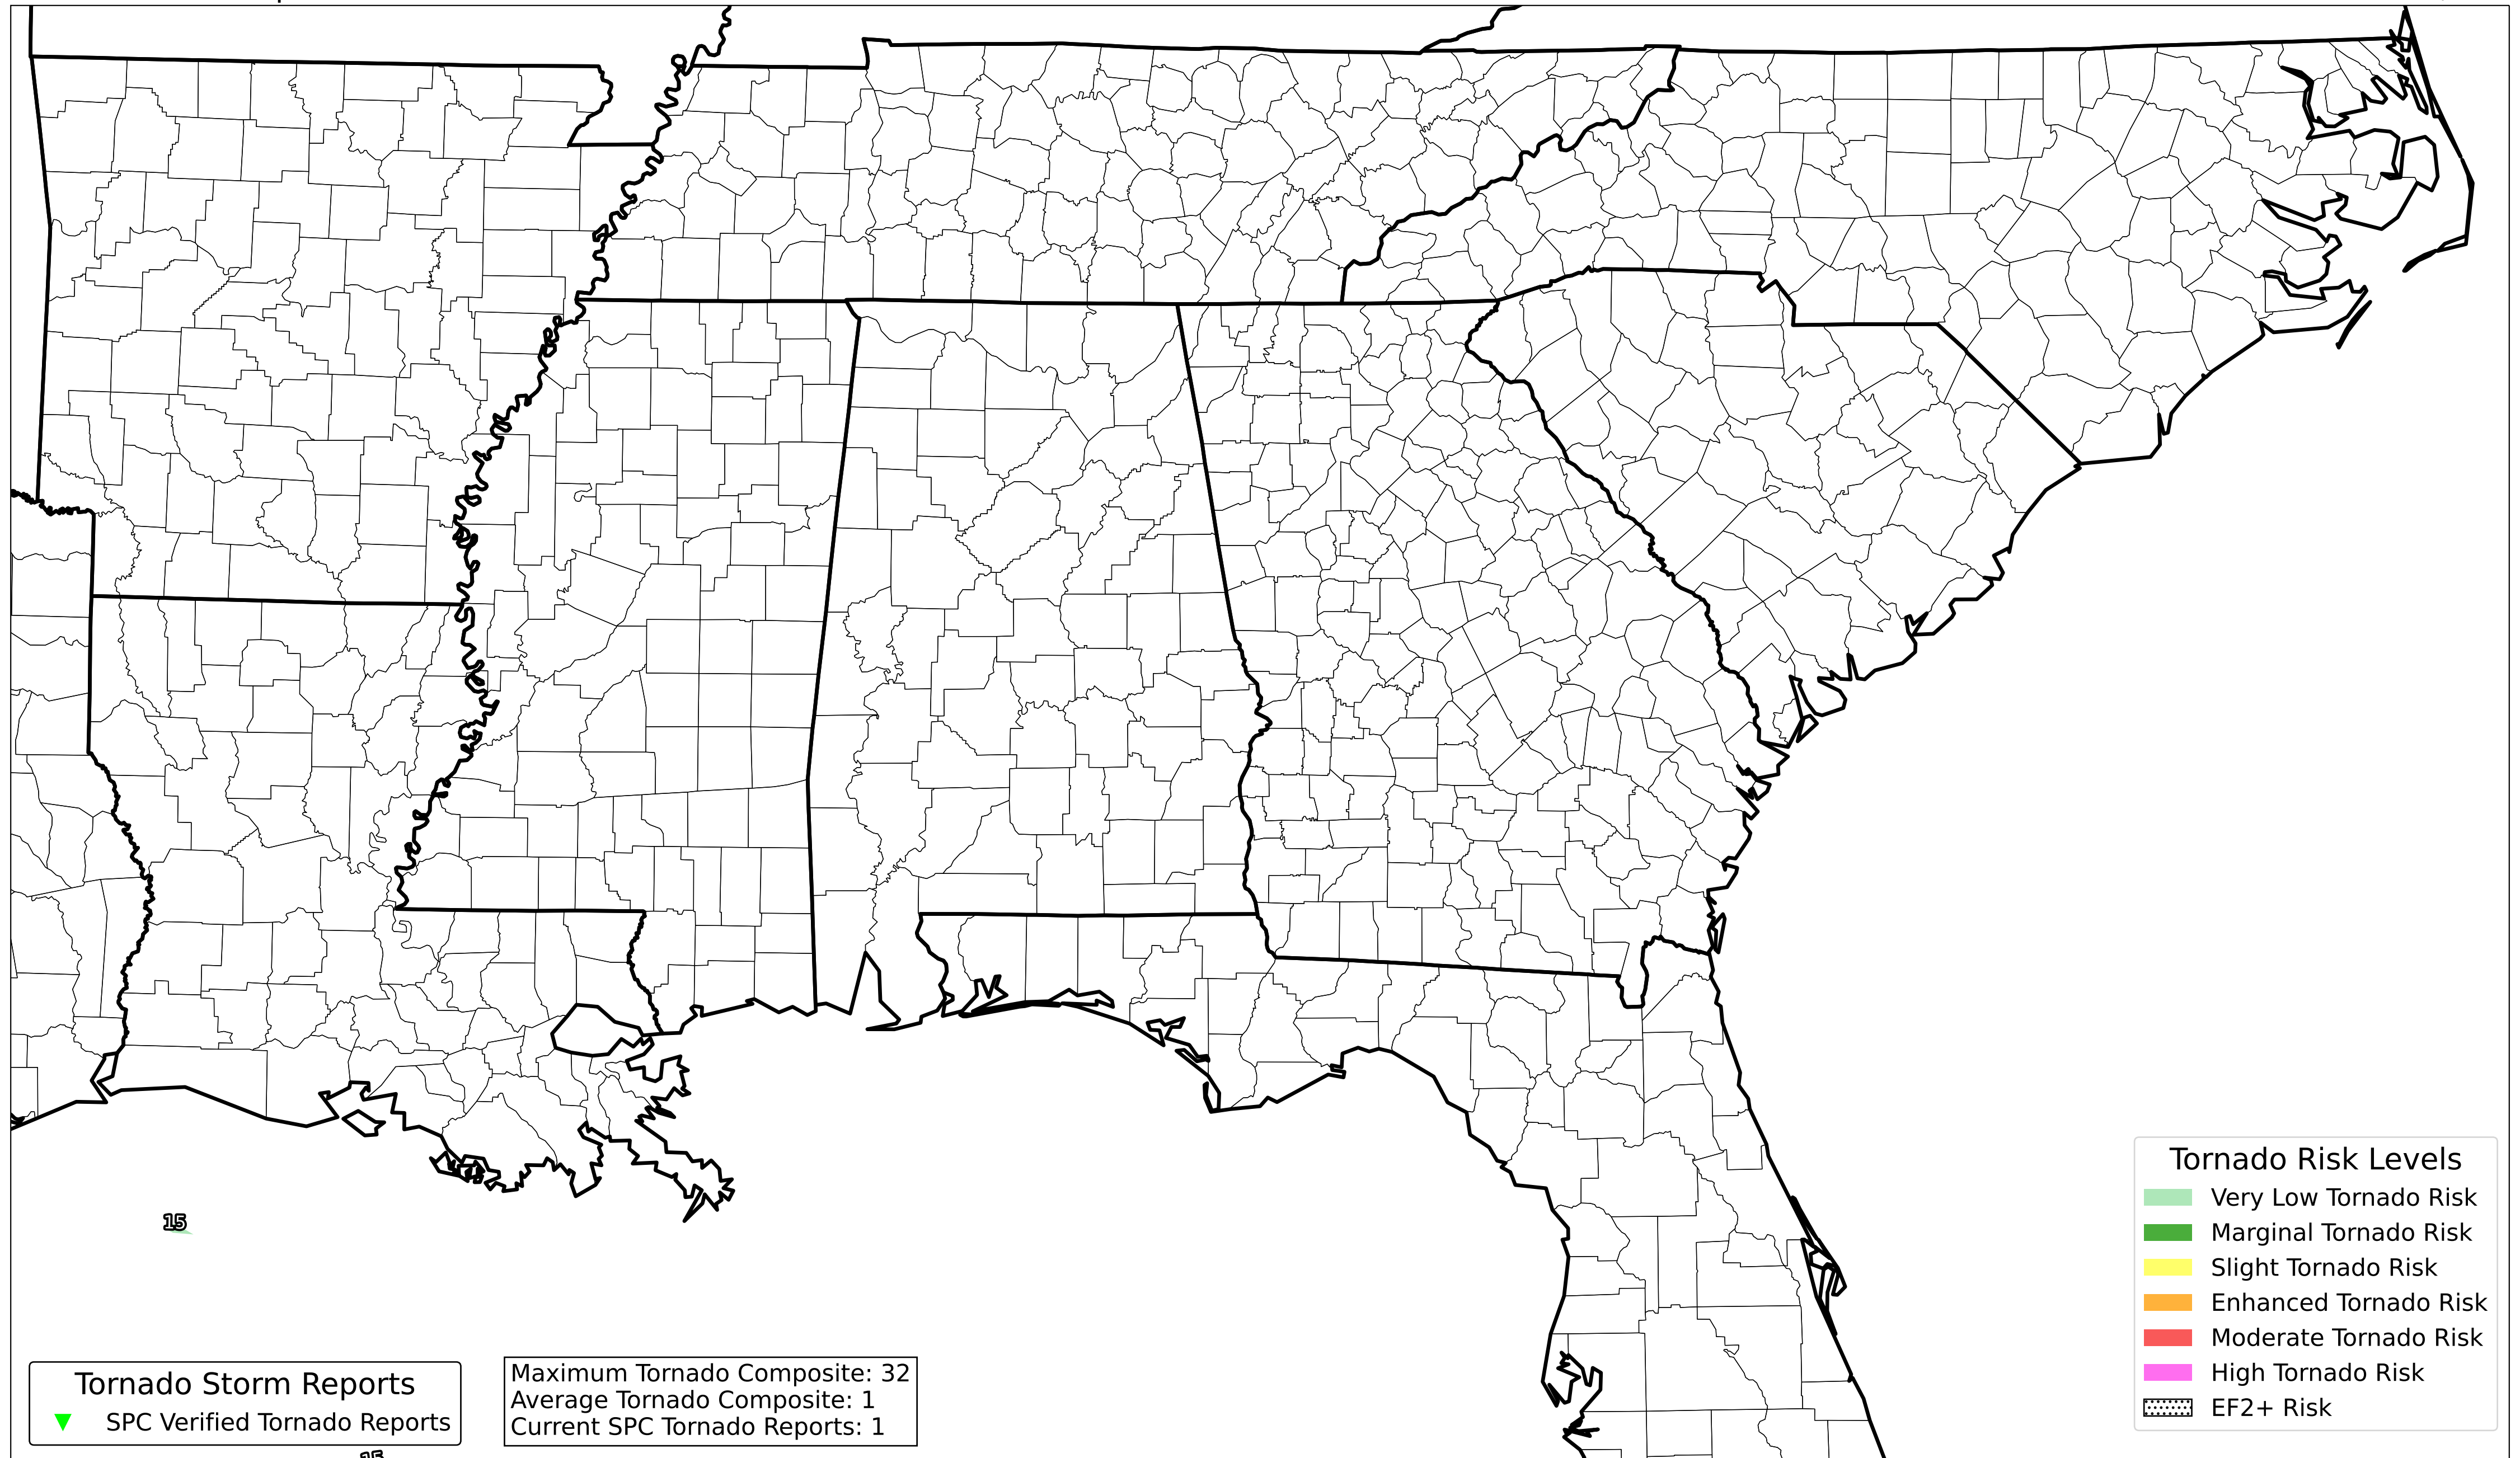 15
Tornado Risk Levels
Very Low Tornado Risk
Marginal Tornado Risk
Slight Tornado Risk
Enhanced Tornado Risk
Moderate Tornado Risk
High Tornado Risk
EF2+ Risk
Tornado Storm Reports
SPC Verified Tornado Reports
Maximum Tornado Composite: 32
Average Tornado Composite: 1
Current SPC Tornado Reports: 1
15